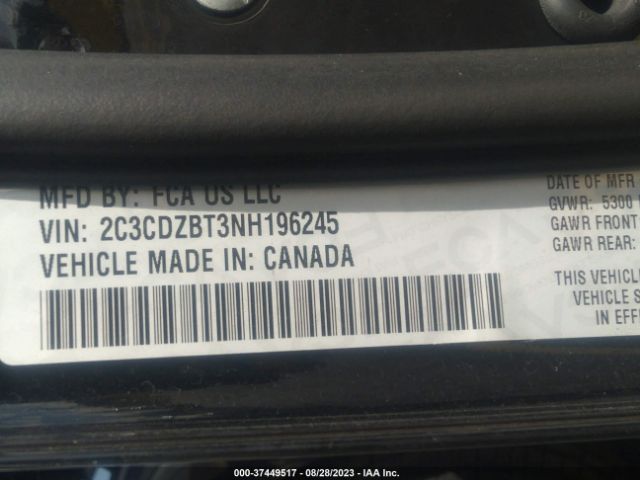 MFD BY: FCA US LLC
VIN: 2C3CDZBT3NH196245
VEHICLE MADE IN: CANADA
DATE OF MFR
GVWR: 5300
GAWR FRONT
GAWR REAR:
THIS VEHICL
VEHICLE S
IN EFF
000-37449517 - 08/28/2023 - IAA Inc.